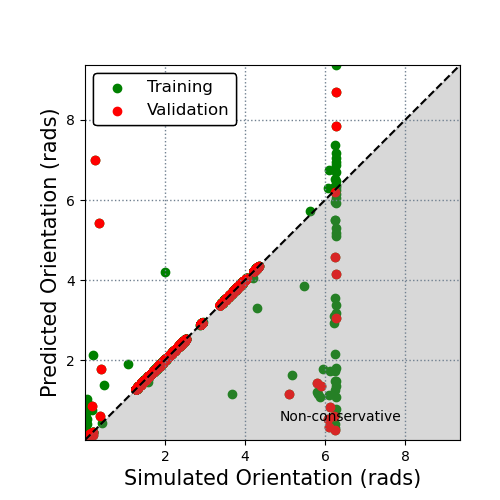 Training
Validation
8
6
4
2
Predicted Orientation (rads)
Non-conservative
2
4
6
8
Simulated Orientation (rads)